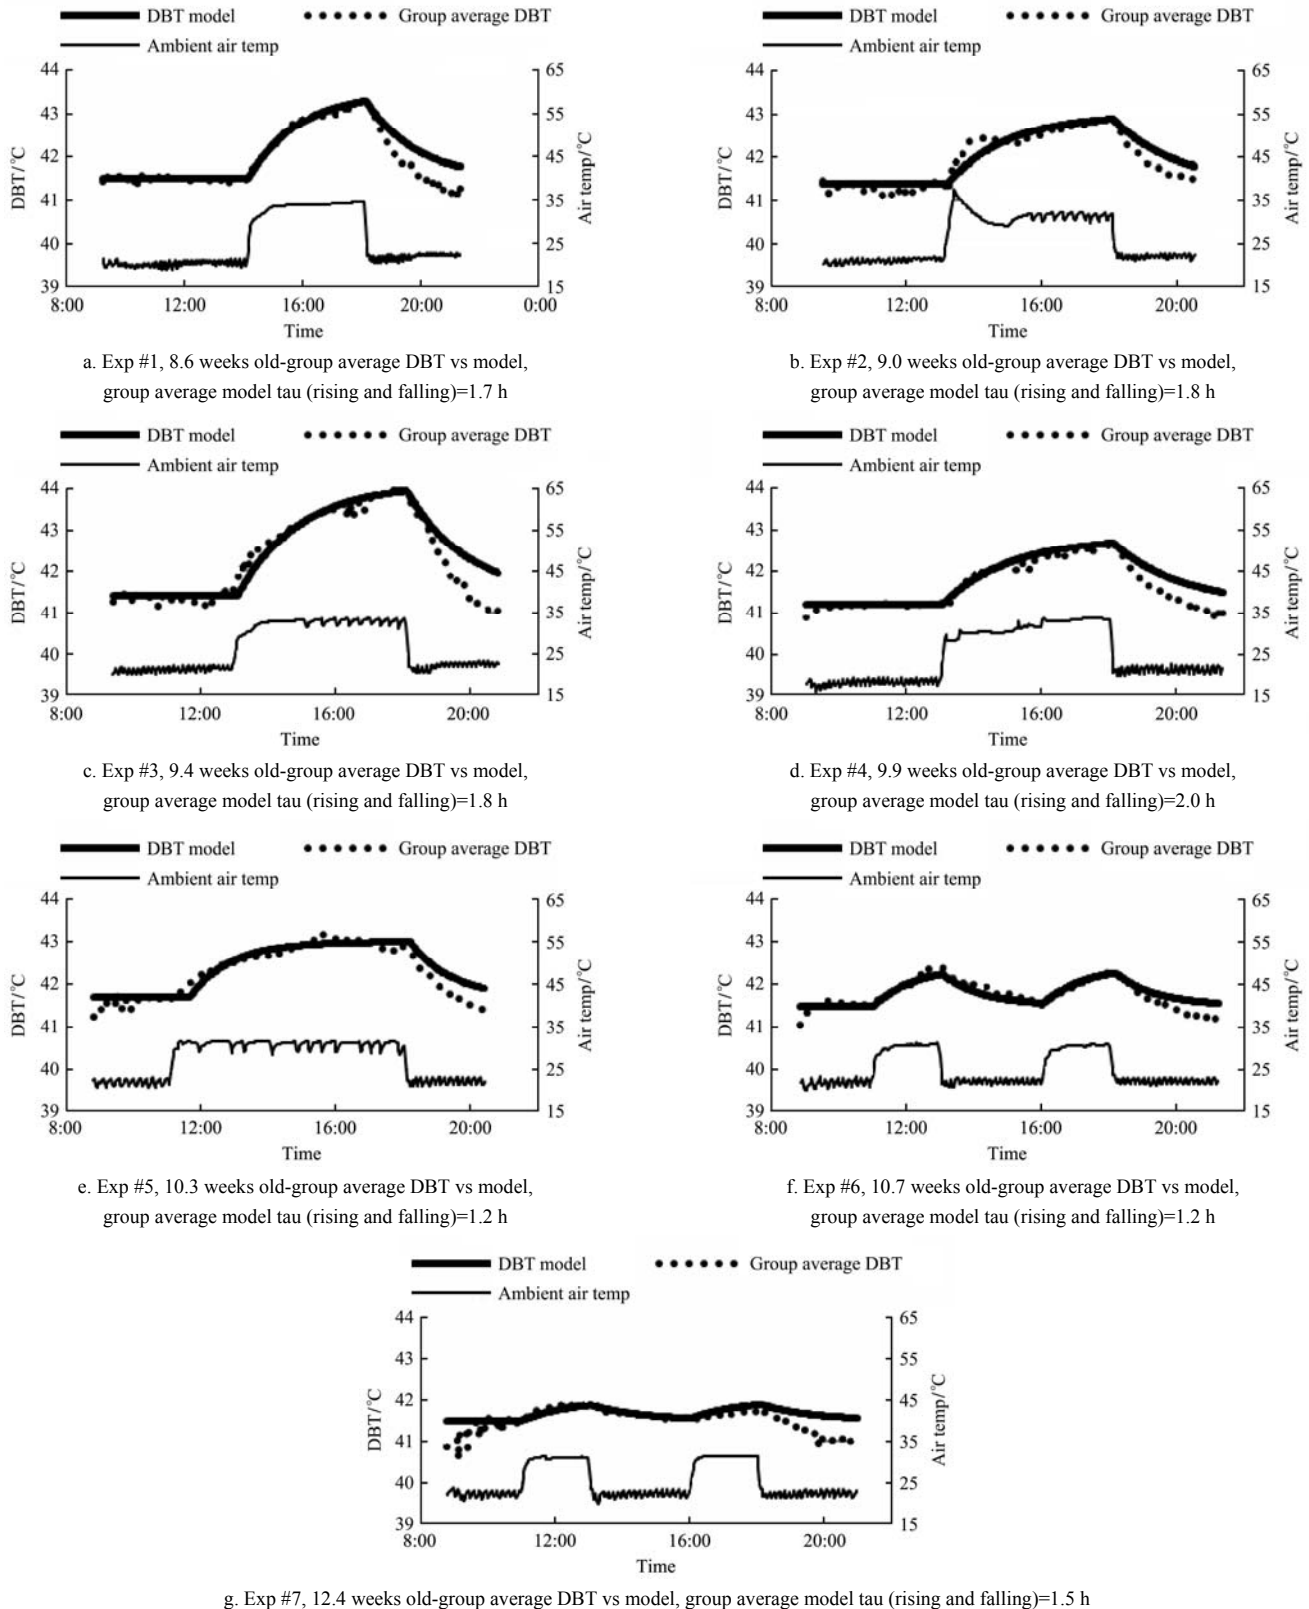 DBT model Group average DBT
Ambient air temp
44 65
43 55
42 45
41 35
40 25
39 15
DBT/℃
Air temp/℃
8:00 12:00 16:00 20:00 0:00
Time
a. Exp #1, 8.6 weeks old-group average DBT vs model,
group average model tau (rising and falling)=1.7 h
DBT model Group average DBT
Ambient air temp
44 65
43 55
42 45
41 35
40 25
39 15
DBT/℃
Air temp/℃
8:00 12:00 16:00 20:00
Time
b. Exp #2, 9.0 weeks old-group average DBT vs model,
group average model tau (rising and falling)=1.8 h
DBT model Group average DBT
Ambient air temp
44 65
43 55
42 45
41 35
40 25
39 15
DBT/℃
Air temp/℃
8:00 12:00 16:00 20:00
Time
c. Exp #3, 9.4 weeks old-group average DBT vs model,
group average model tau (rising and falling)=1.8 h
DBT model Group average DBT
Ambient air temp
44 65
43 55
42 45
41 35
40 25
39 15
DBT/℃
Air temp/℃
8:00 12:00 16:00 20:00
Time
d. Exp #4, 9.9 weeks old-group average DBT vs model,
group average model tau (rising and falling)=2.0 h
DBT model Group average DBT
Ambient air temp
44 65
43 55
42 45
41 35
40 25
39 15
DBT/℃
Air temp/℃
8:00 12:00 16:00 20:00
Time
e. Exp #5, 10.3 weeks old-group average DBT vs model,
group average model tau (rising and falling)=1.2 h
DBT model Group average DBT
Ambient air temp
44 65
43 55
42 45
41 35
40 25
39 15
DBT/℃
Air temp/℃
8:00 12:00 16:00 20:00
Time
f. Exp #6, 10.7 weeks old-group average DBT vs model,
group average model tau (rising and falling)=1.2 h
DBT model Group average DBT
Ambient air temp
44 65
43 55
42 45
41 35
40 25
39 15
DBT/℃
Air temp/℃
8:00 12:00 16:00 20:00
Time
g. Exp #7, 12.4 weeks old-group average DBT vs model, group average model tau (rising and falling)=1.5 h